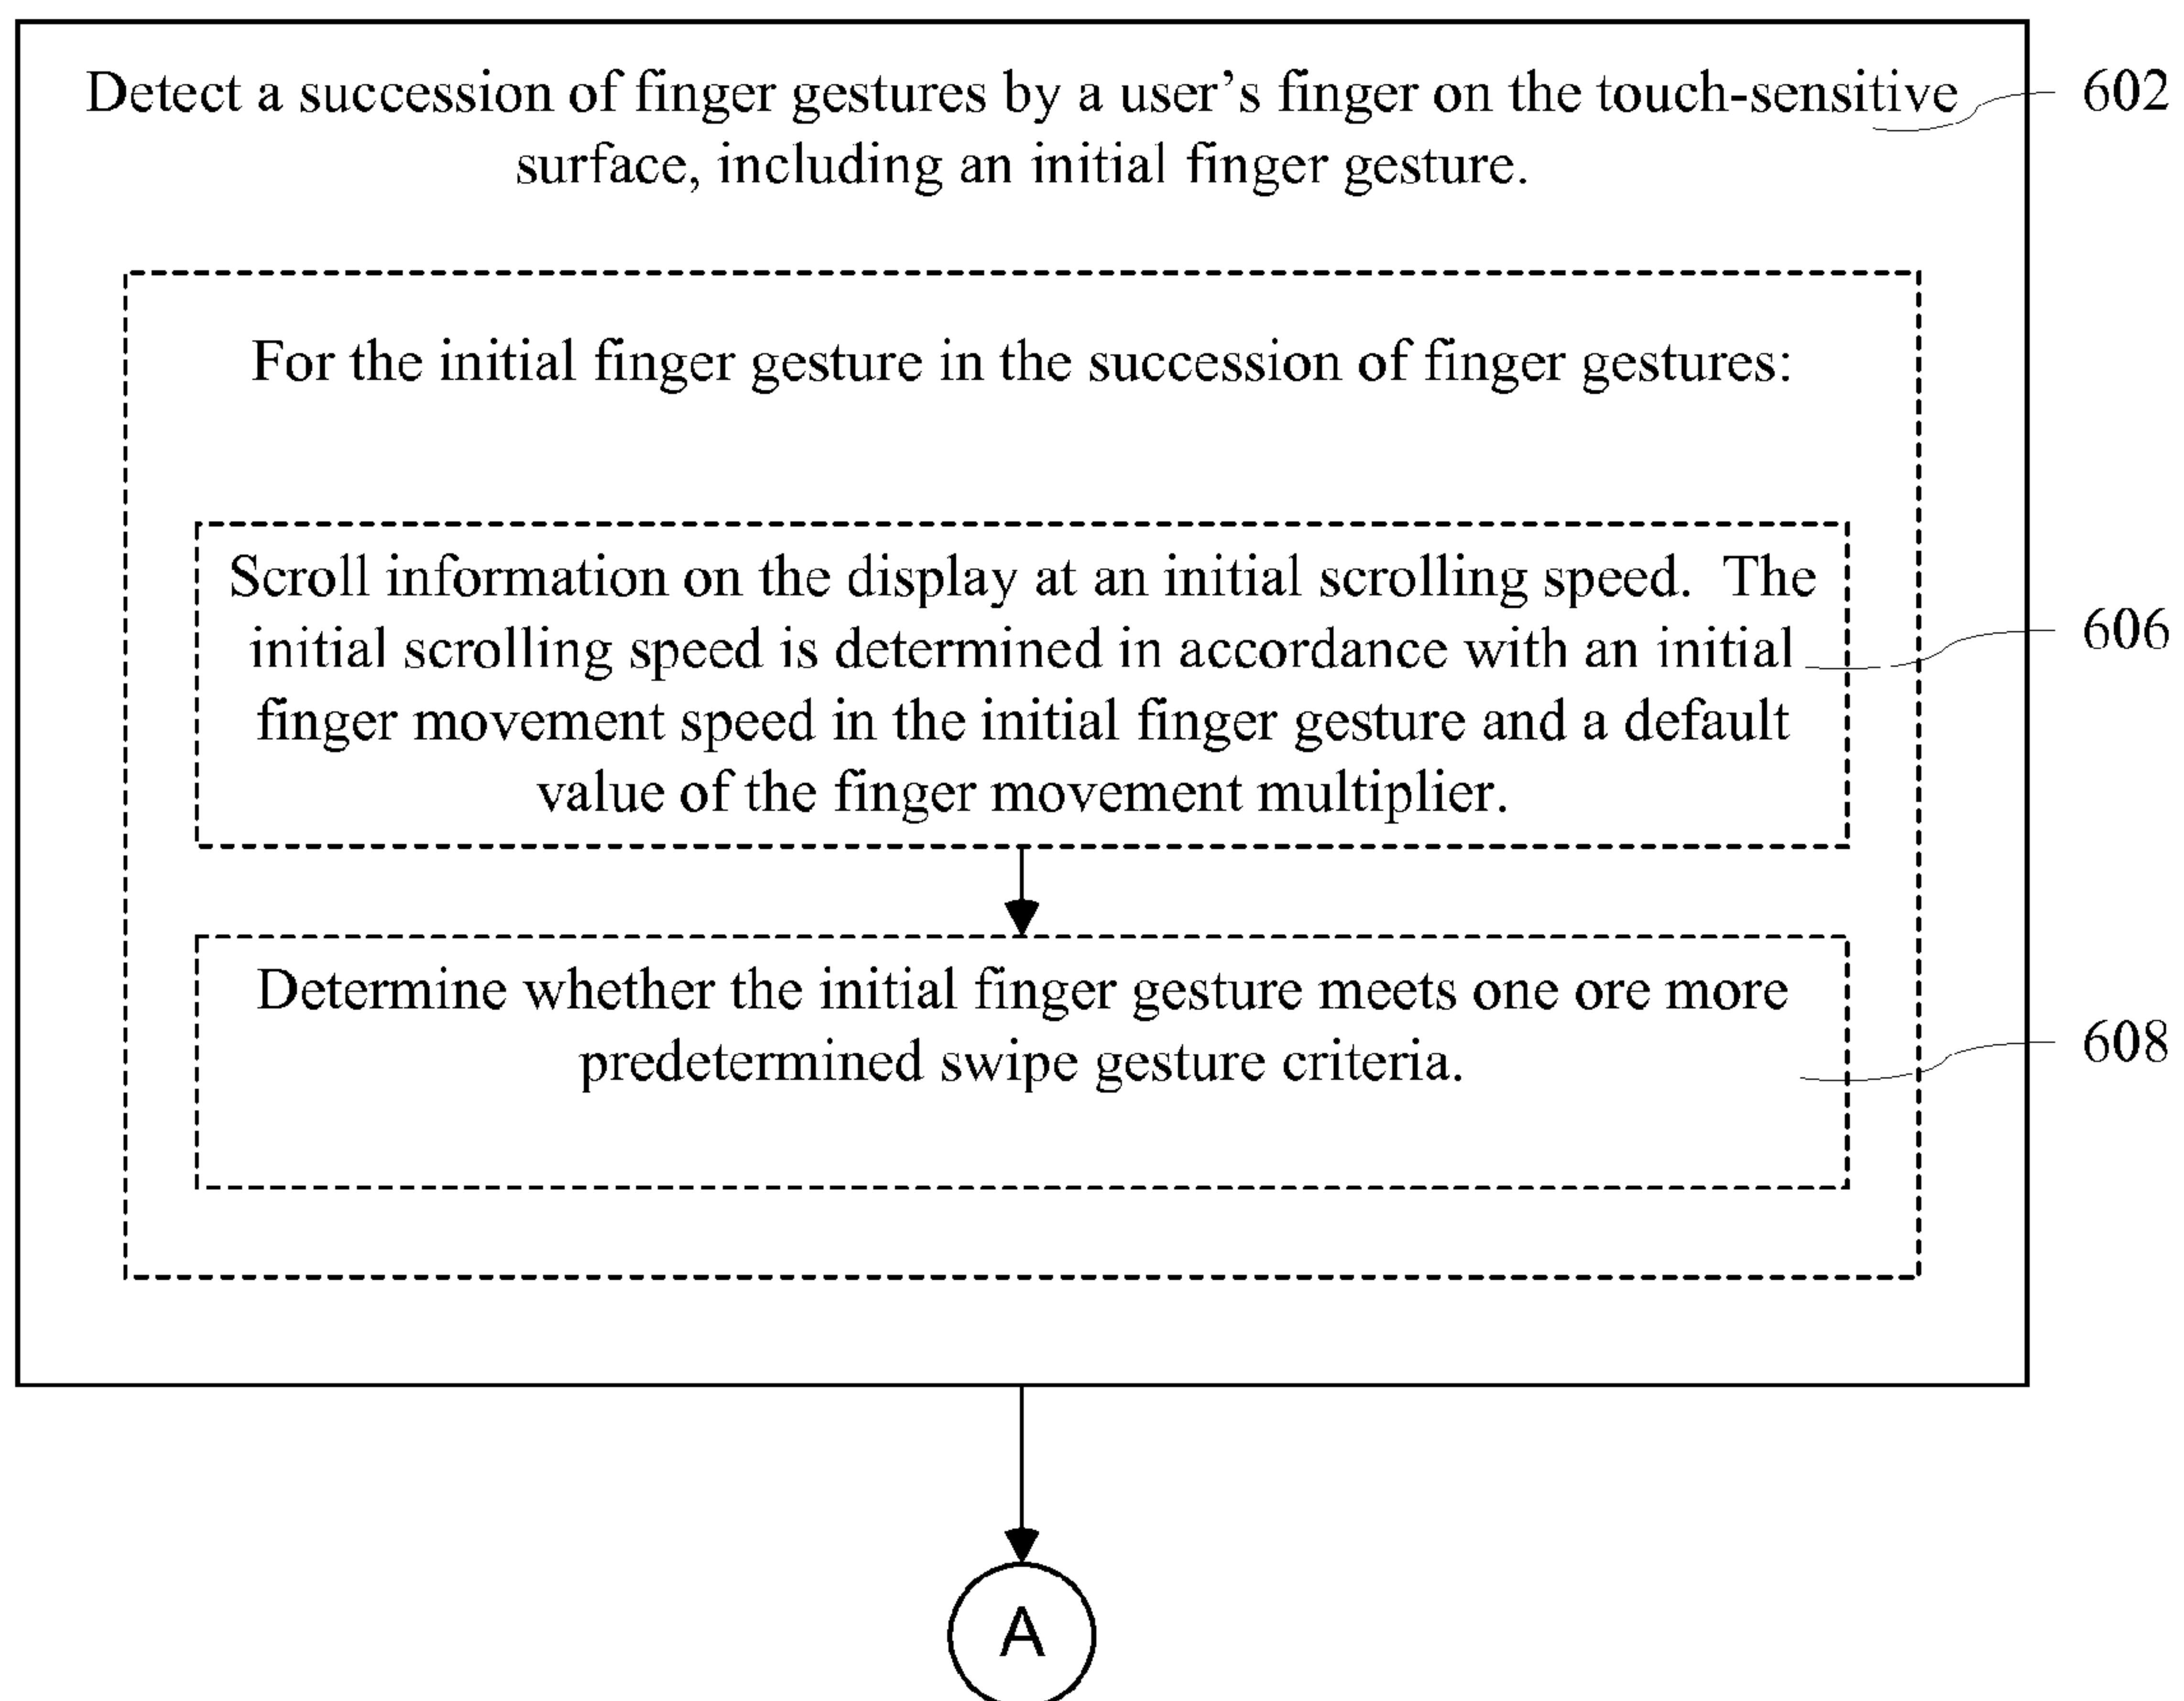 Detect a succession of finger gestures by a user’s finger on the touch-sensitive
602
surface, including an initial finger gesture.
For the initial finger gesture in the succession of finger gestures:
Scroll information on the display at an initial scrolling speed. The
initial scrolling speed is determined in accordance with an initial
606
finger movement speed in the initial finger gesture and a default
value of the finger movement multiplier.
Determine whether the initial finger gesture meets one ore more
608
predetermined swipe gesture criteria.
A